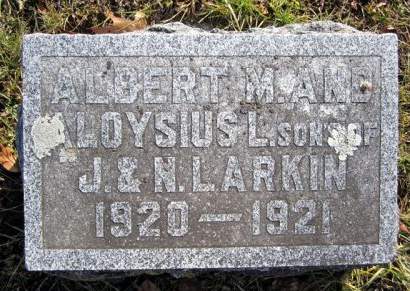 ALBERT M. AND
ALOYSIUS L. SONS OF
J. & N. LARKIN
1920 — 1921